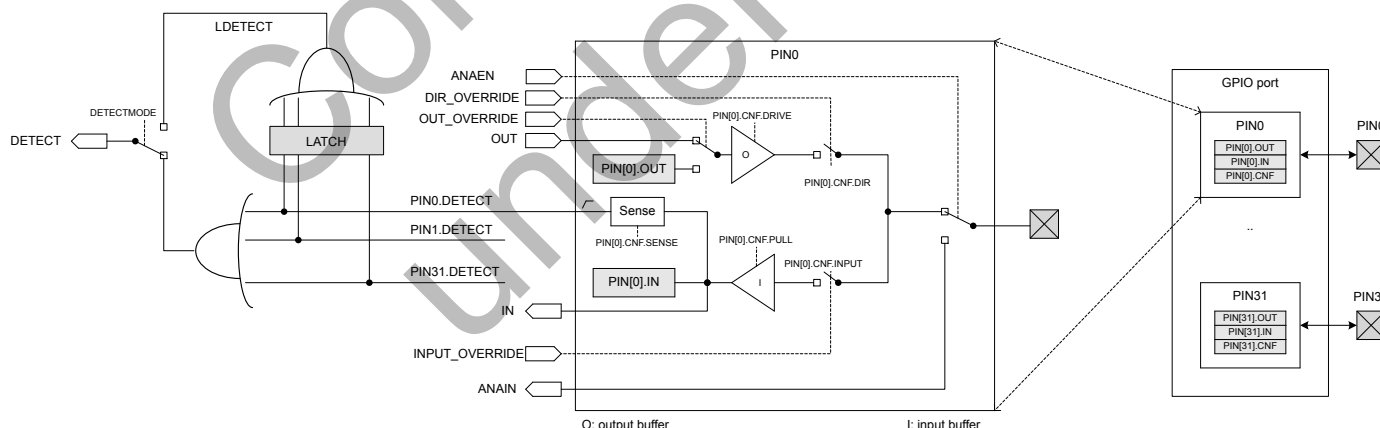 LDETECT
PIN0
ANAEN
GPIO port
DIR_OVERRIDE
DETECTMODE
OUT_OVERRIDE
PIN[0].CNF.DRIVE
PIN0
DETECT
LATCH
OUT
O
PIN[0].OUT
PIN[0].OUT
PIN[0].IN
PIN[0].CNF
PIN[0].CNF.DIR
PIN0.DETECT
Sense
PIN1.DETECT
PIN[0].CNF.SENSE
PIN[0].CNF.PULL
..
PIN[0].CNF.INPUT
PIN31.DETECT
PIN[0].IN
I
PIN31
PIN3
IN
PIN[31].OUT
PIN[31].IN
PIN[31].CNF
INPUT_OVERRIDE
ANAIN
O: output buffer
I: input buffer